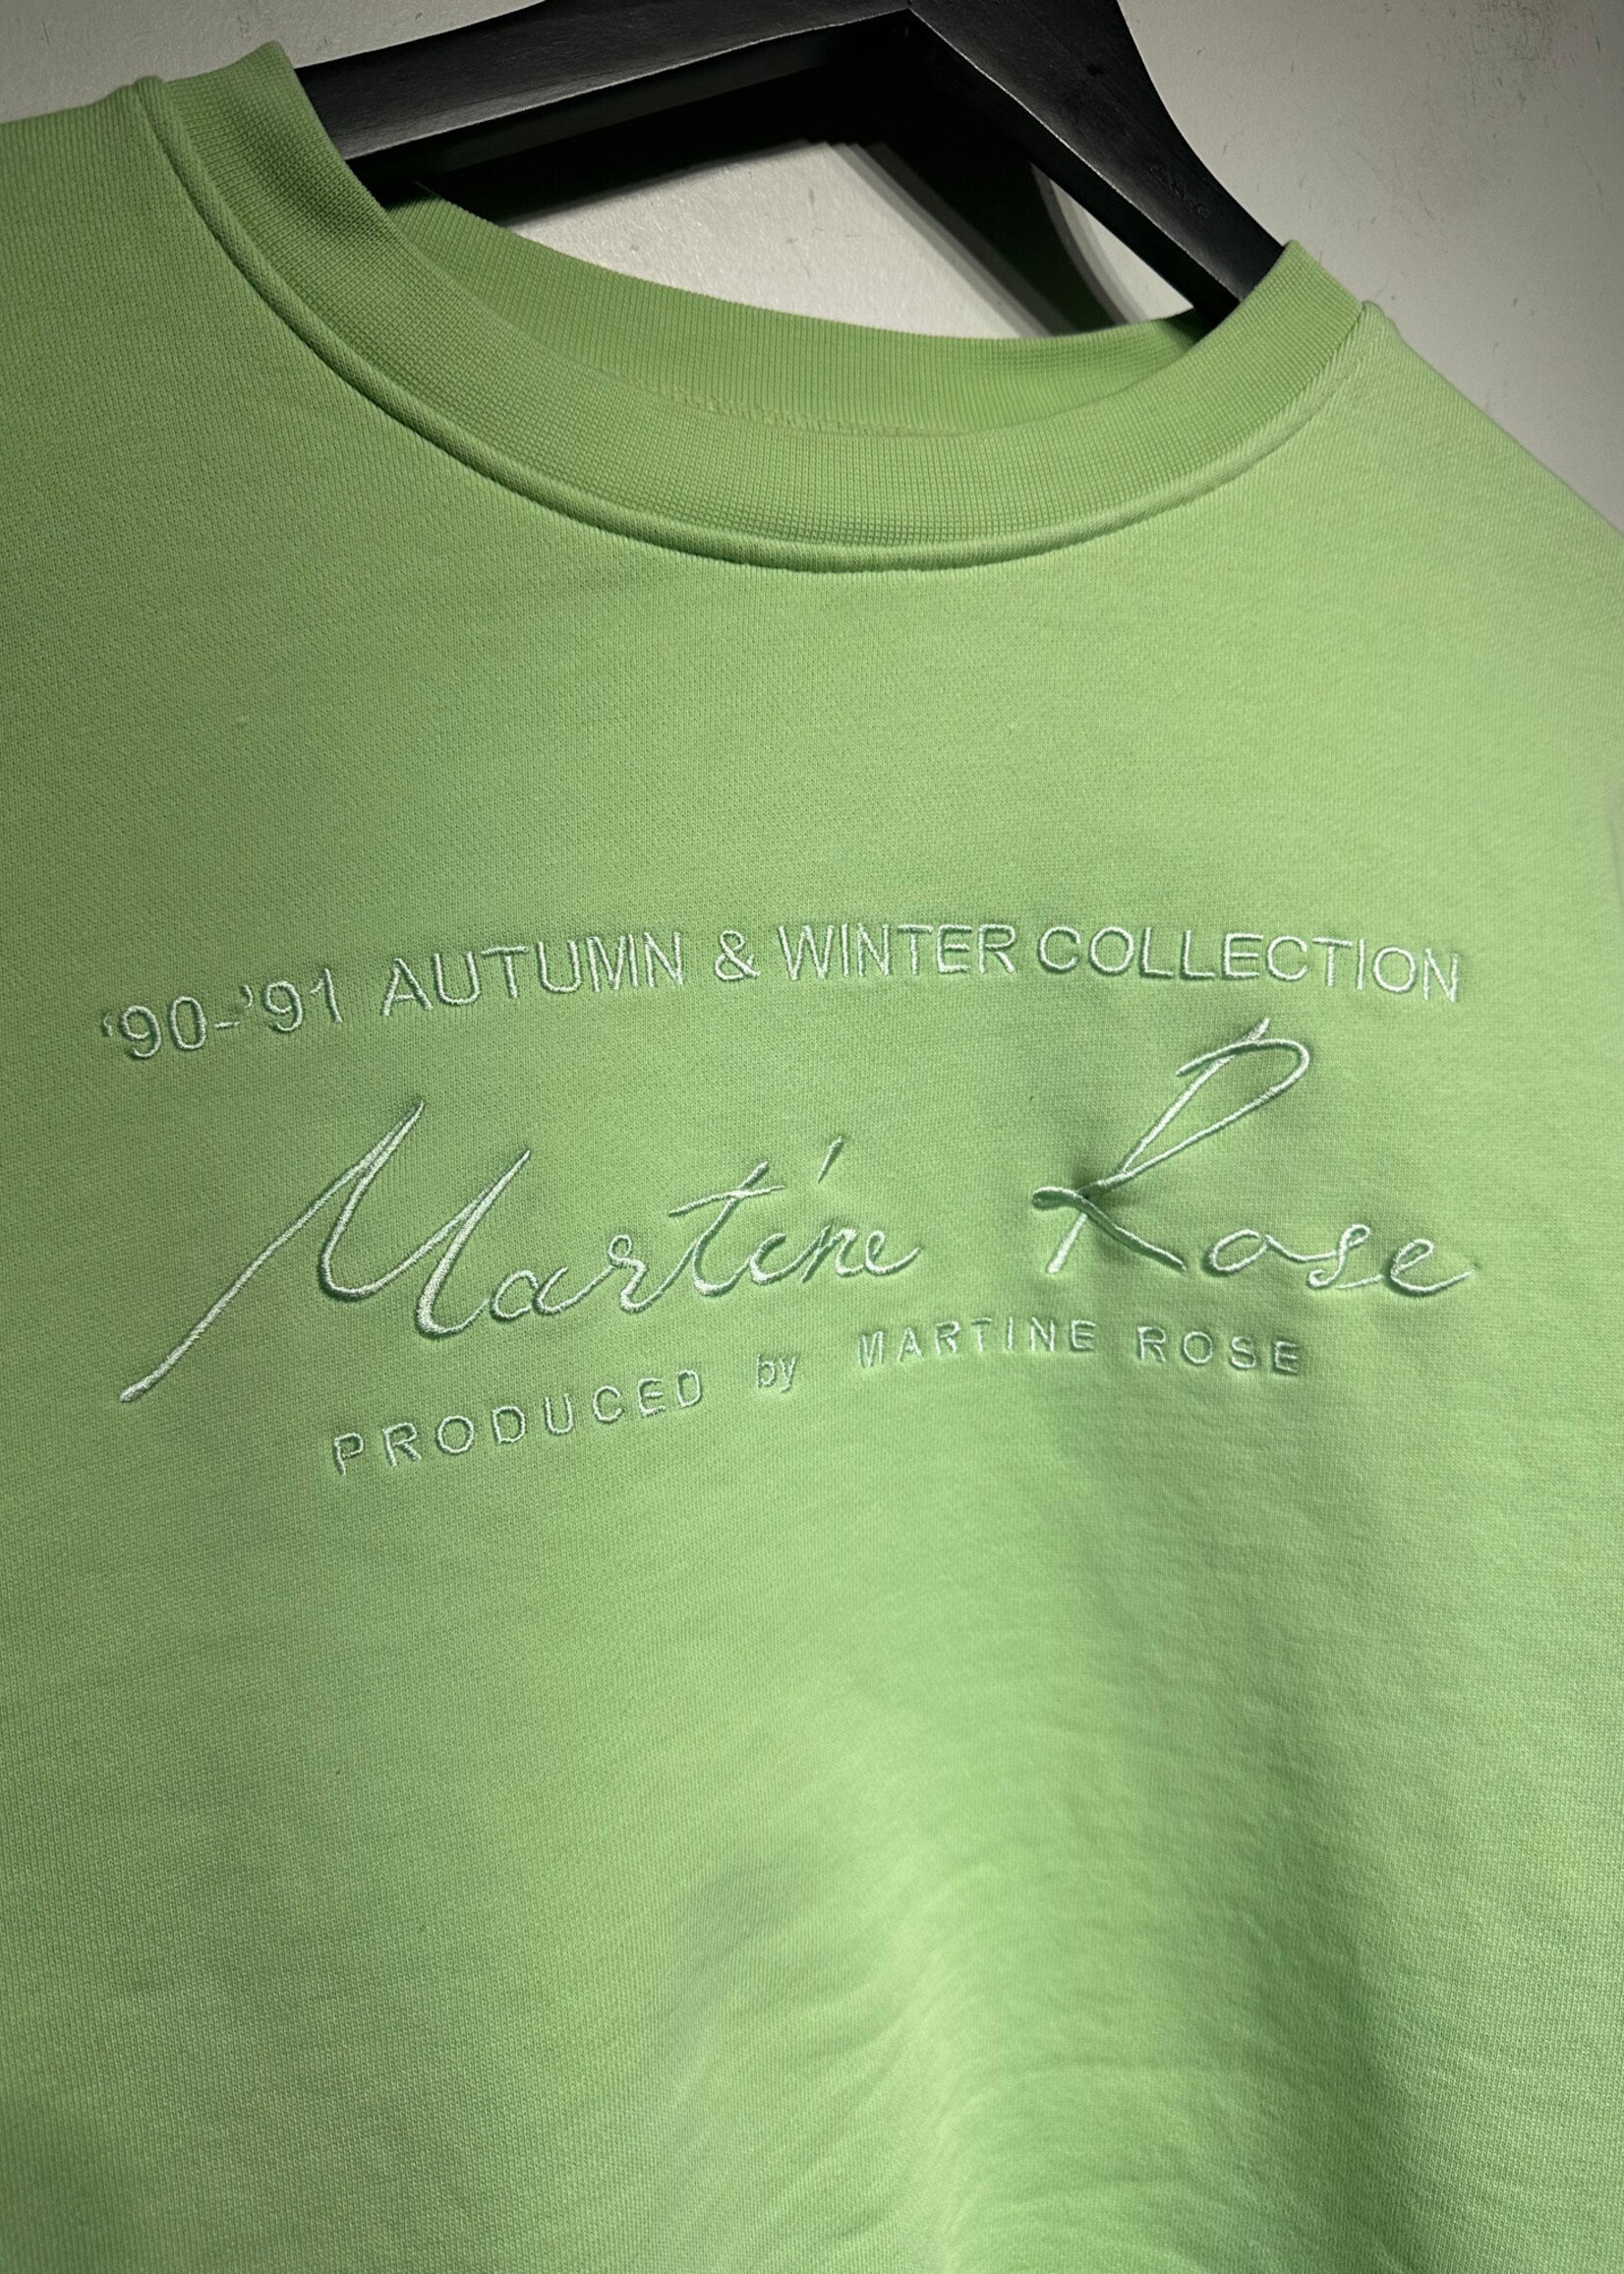 ‘90-’91 AUTUMN & WINTER COLLECTION
Martine Rose
PRODUCED by MARTINE ROSE